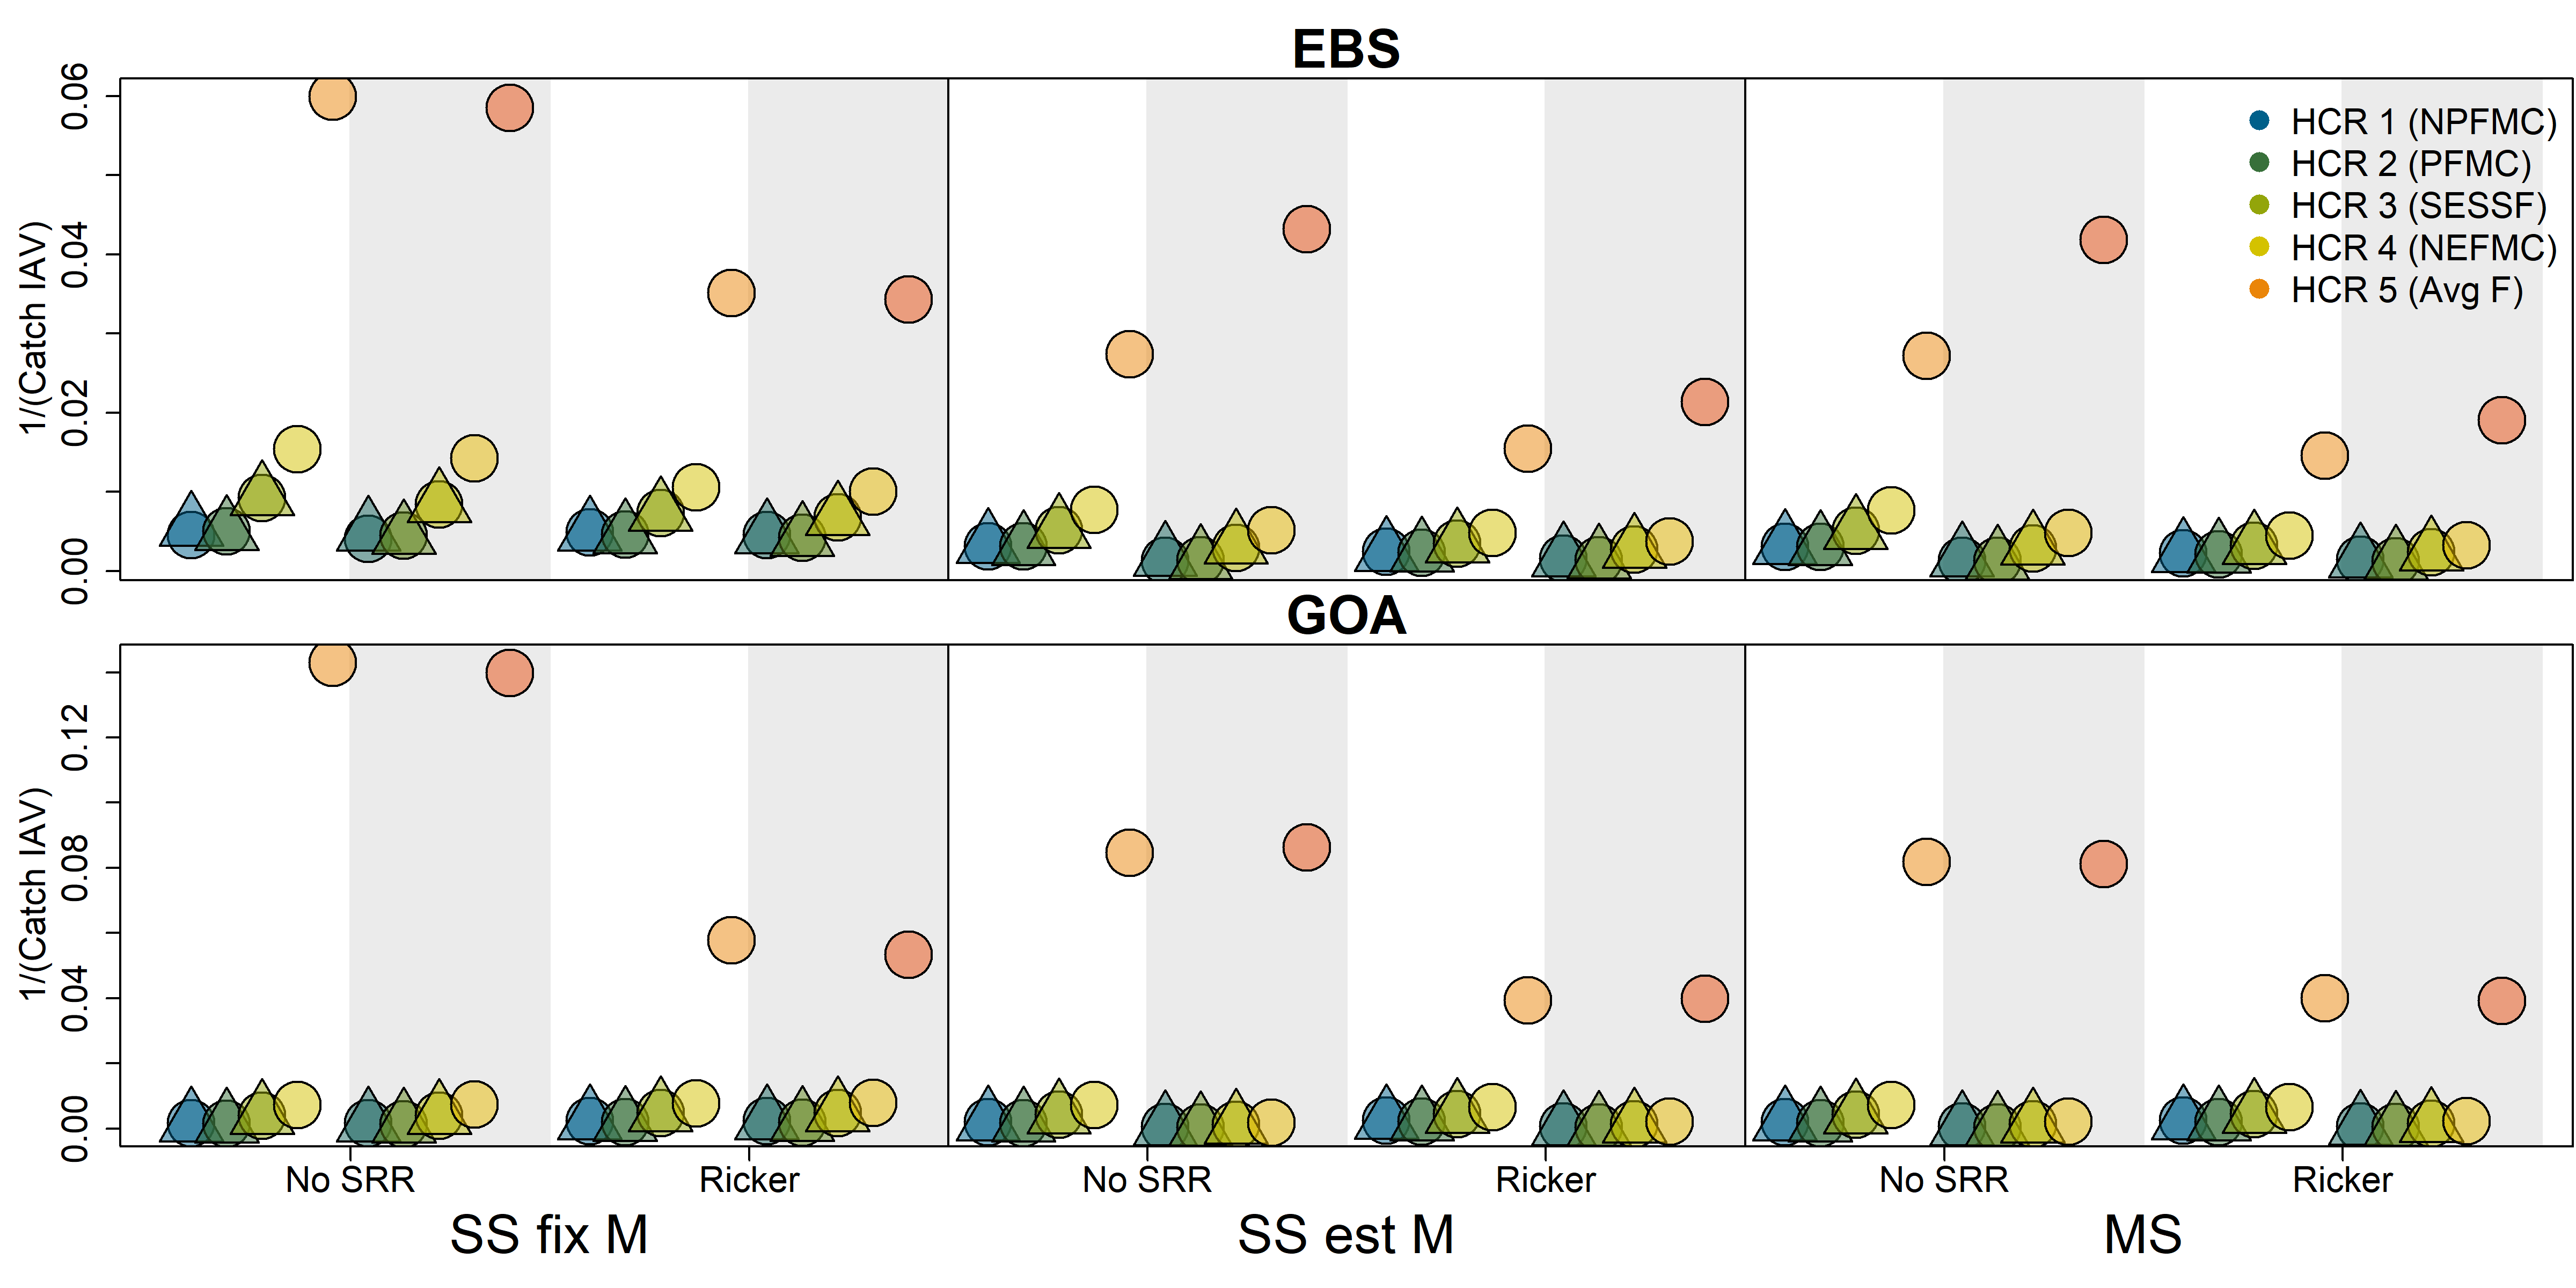 EBS
1/(Catch IAV)
0.06
0.04
0.02
0.00
HCR 1 (NPFMC)
HCR 2 (PFMC)
HCR 3 (SESSF)
HCR 4 (NEFMC)
HCR 5 (Avg F)
GOA
1/(Catch IAV)
0.12
0.08
0.04
0.00
No SRR Ricker No SRR Ricker No SRR Ricker
SS fix M SS est M MS